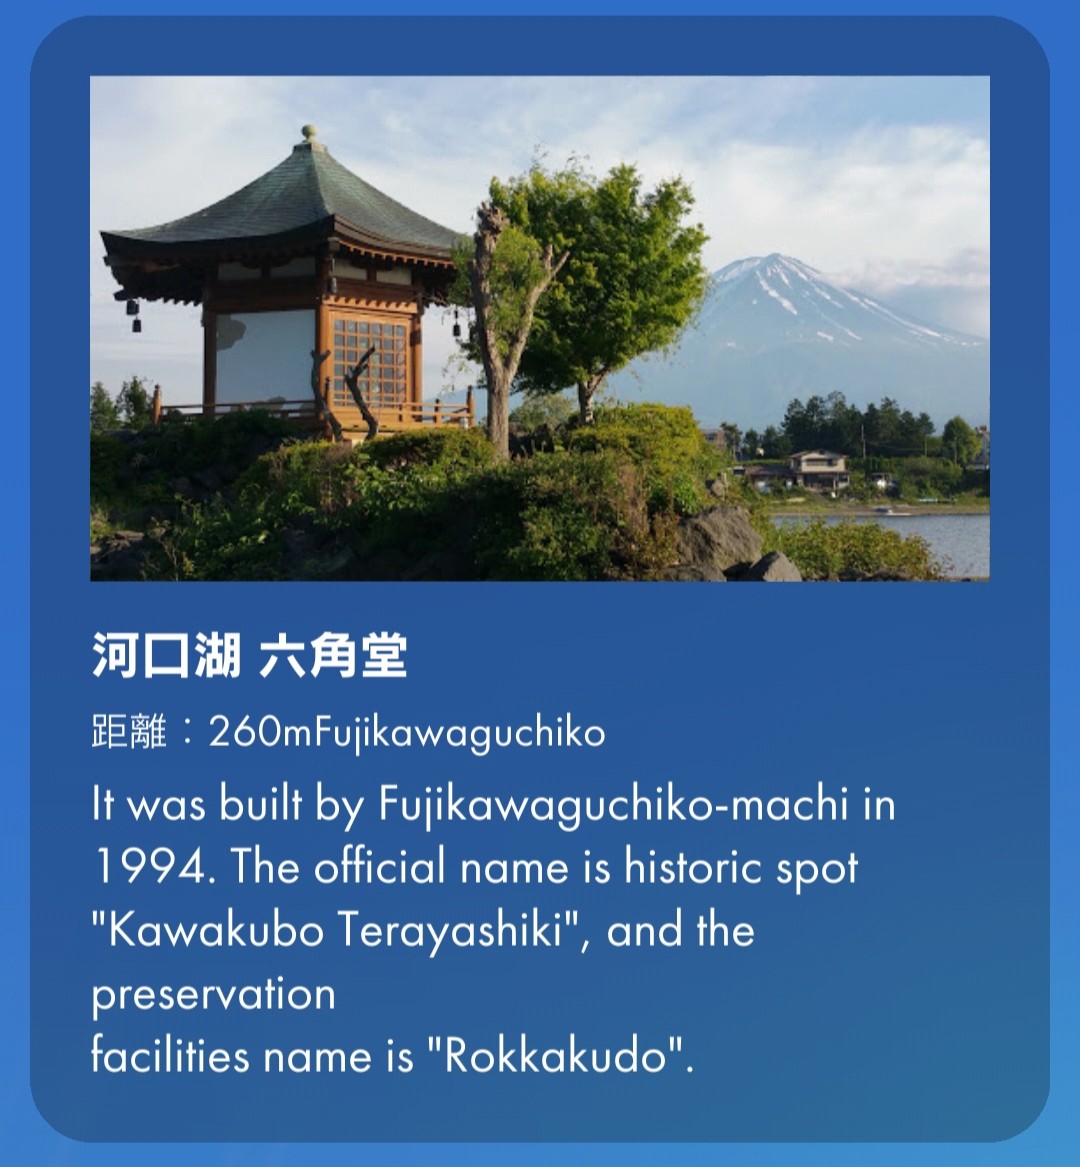 河口湖 六角堂
距離：260mFujikawaguchiko
It was built by Fujikawaguchiko-machi in
1994. The official name is historic spot
"Kawakubo Terayashiki", and the
preservation
facilities name is "Rokkakudo".